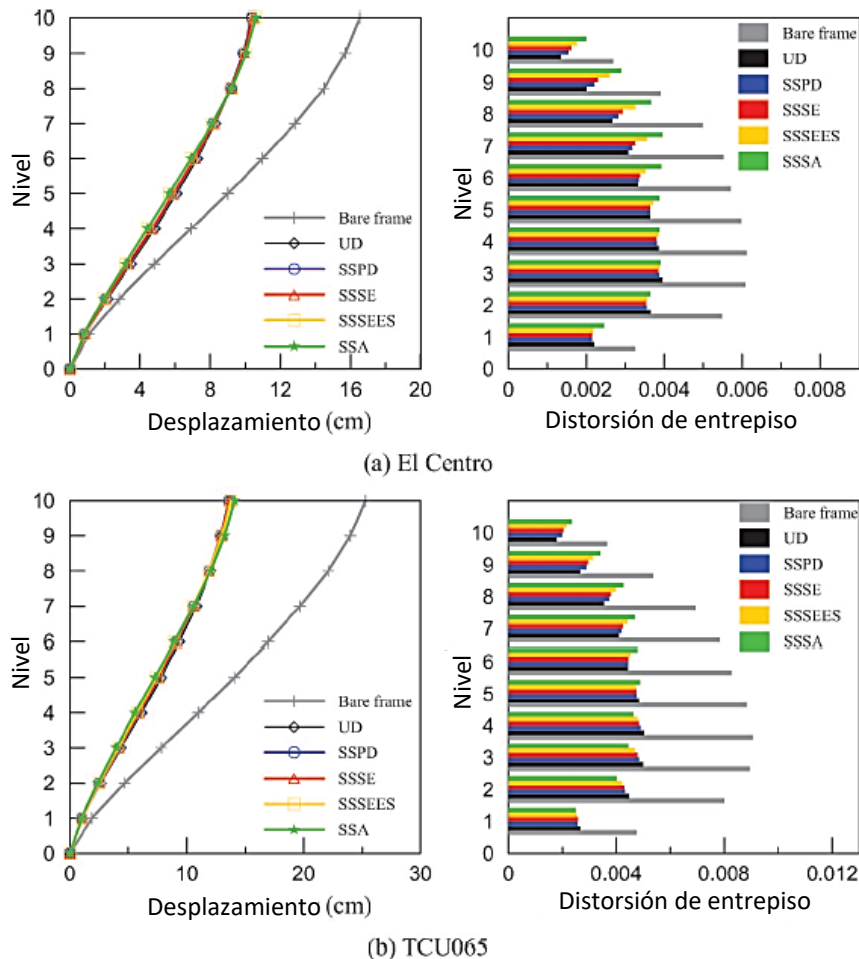 10
9
8
7
6
5
4
3
2
1
0
Nivel
Bare frame
UD
SSPD
SSSE
SSSEES
SSA
0 4 8 12 16 20
Desplazamiento (cm)
10
9
8
7
6
5
4
3
2
1
0
Nivel
Bare frame
UD
SSPD
SSSE
SSSEES
SSSA
0 0.002 0.004 0.006 0.008
Distorsión de entrepiso
(a) El Centro
10
9
8
7
6
5
4
3
2
1
0
Nivel
Bare frame
UD
SSPD
SSSE
SSSEES
SSA
0 10 20 30
Desplazamiento (cm)
10
9
8
7
6
5
4
3
2
1
0
Nivel
Bare frame
UD
SSPD
SSSE
SSSEES
SSSA
0 0.004 0.008 0.012
Distorsión de entrepiso
(b) TCU065